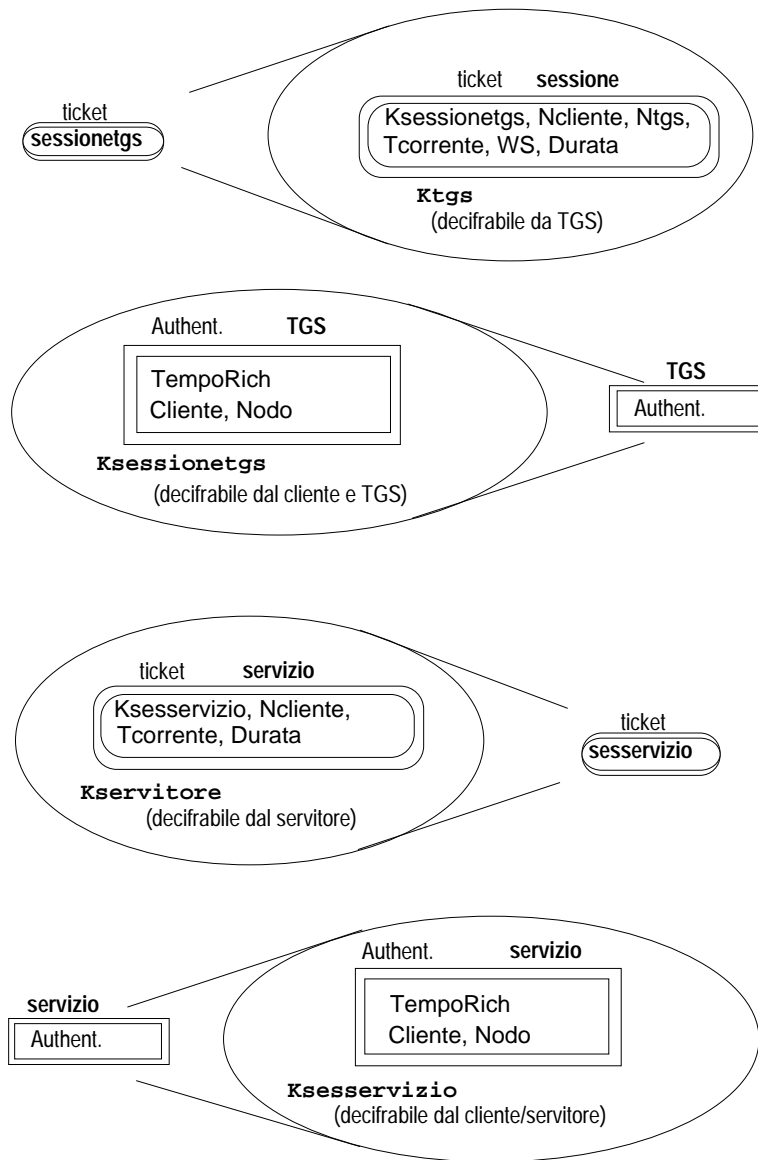 ticket sessione
ticket
sessionetgs
Ksessionetgs, Ncliente, Ntgs,
Tcorrente, WS, Durata
Ktgs
(decifrabile da TGS)
Authent. TGS
TempoRich
Cliente, Nodo
Ksessionetgs
(decifrabile dal cliente e TGS)
TGS
Authent.
ticket servizio
Ksesservizio, Ncliente,
Tcorrente, Durata
Kservitore
(decifrabile dal servitore)
ticket
sesservizio
Authent. servizio
servizio
Authent.
TempoRich
Cliente, Nodo
Ksesservizio
(decifrabile dal cliente/servitore)